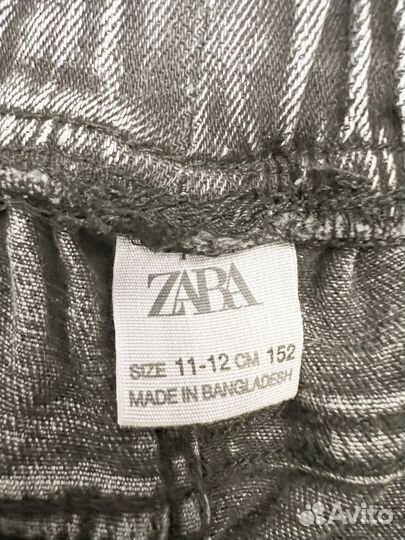 ZARA
SIZE 11-12 CM 152
MADE IN BANGLADESH
Avito